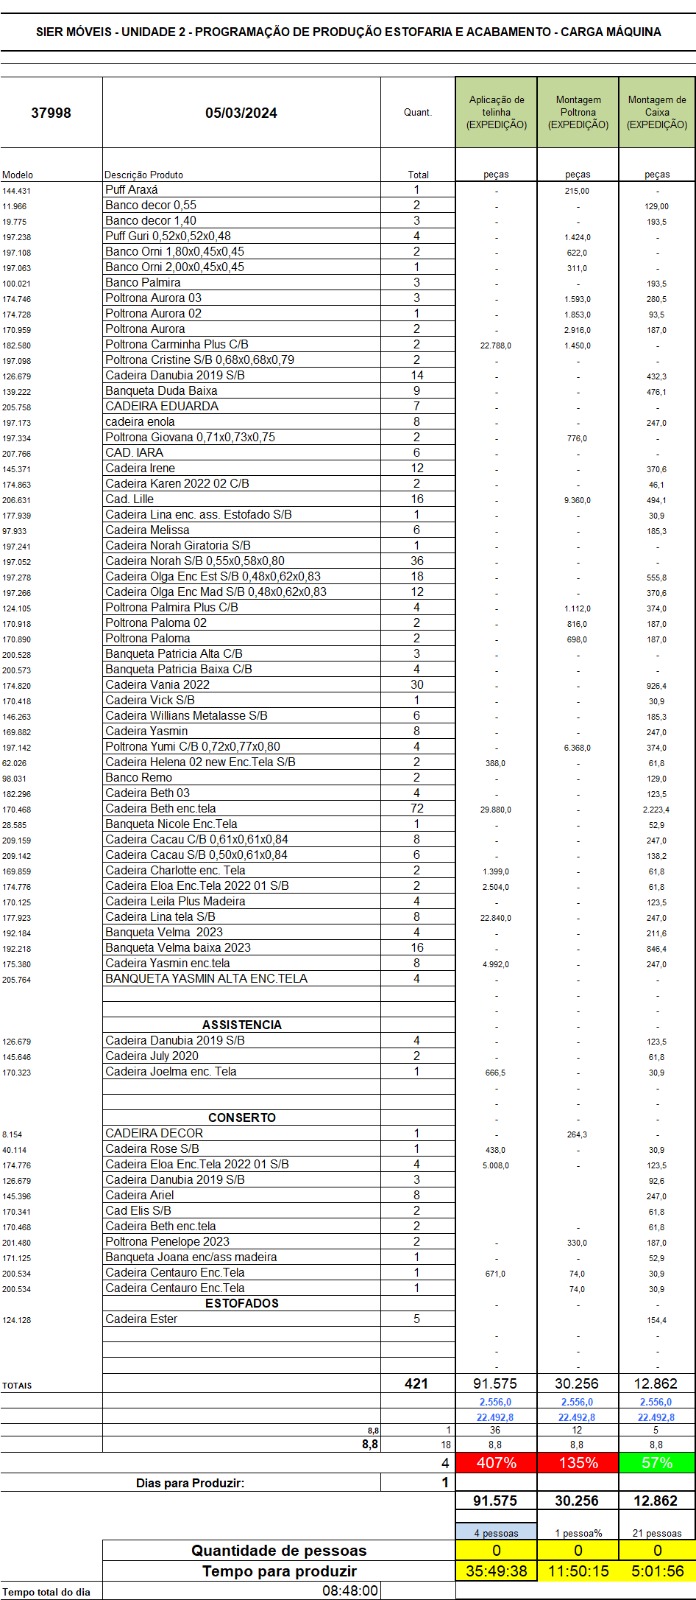 SIER MÓVEIS - UNIDADE 2 - PROGRAMAÇÃO DE PRODUÇÃO ESTOFARIA E ACABAMENTO - CARGA MÁQUINA
37998 05/03/2024 Quant. Aplicação de telinha (EXPEDIÇÃO) Montagem Poltrona (EXPEDIÇÃO) Montagem de Caixa (EXPEDIÇÃO)
Modelo Descrição Produto Total peças peças peças
144.431 Puff Araxá 1 - 215,00 -
11.966 Banco decor 0,55 2 - - 129,00
19.775 Banco decor 1,40 3 - - 193,5
197.238 Puff Guri 0,52x0,52x0,48 4 - 1.424,0 -
197.108 Banco Orni 1,80x0,45x0,45 2 - 622,0 -
197.063 Banco Orni 2,00x0,45x0,45 1 - 311,0 -
100.021 Banco Palmira 3 - - 193,5
174.746 Poltrona Aurora 03 3 - 1.593,0 280,5
174.728 Poltrona Aurora 02 1 - 1.853,0 93,5
170.959 Poltrona Aurora 2 - 2.916,0 187,0
182.580 Poltrona Carminha Plus C/B 2 22.788,0 1.450,0 -
197.098 Poltrona Cristine S/B 0,68x0,68x0,79 2 - - -
126.679 Cadeira Danubia 2019 S/B 14 - - 432,3
139.222 Banqueta Duda Baixa 9 - - 476,1
205.758 CADEIRA EDUARDA 7 - - -
197.173 cadeira enola 8 - - 247,0
197.334 Poltrona Giovana 0,71x0,73x0,75 2 - 776,0 -
207.766 CAD. IARA 6 - - -
145.371 Cadeira Irene 12 - - 370,6
174.863 Cadeira Karen 2022 02 C/B 2 - - 46,1
206.631 Cad. Lille 16 - 9.360,0 494,1
177.939 Cadeira Lina enc. ass. Estofado S/B 1 - - 30,9
97.933 Cadeira Melissa 6 - - 185,3
197.241 Cadeira Norah Giratoria S/B 1 - - -
197.052 Cadeira Norah S/B 0,55x0,58x0,80 36 - - -
197.278 Cadeira Olga Enc Est S/B 0,48x0,62x0,83 18 - - 555,8
197.266 Cadeira Olga Enc Mad S/B 0,48x0,62x0,83 12 - - 370,6
124.105 Poltrona Palmira Plus C/B 4 - 1.112,0 374,0
170.918 Poltrona Paloma 02 2 - 816,0 187,0
170.890 Poltrona Paloma 2 - 698,0 187,0
200.528 Banqueta Patricia Alta C/B 3 - - -
200.573 Banqueta Patricia Baixa C/B 4 - - -
174.820 Cadeira Vania 2022 30 - - 926,4
170.418 Cadeira Vick S/B 1 - - 30,9
146.263 Cadeira Willians Metalasse S/B 6 - - 185,3
169.882 Cadeira Yasmin 8 - - 247,0
197.142 Poltrona Yumi C/B 0,72x0,77x0,80 4 - 6.368,0 374,0
62.026 Cadeira Helena 02 new Enc.Tela S/B 2 388,0 - 61,8
98.031 Banco Remo 2 - - 129,0
182.296 Cadeira Beth 03 4 - - 123,5
170.468 Cadeira Beth enc.tela 72 29.880,0 - 2.223,4
28.585 Banqueta Nicole Enc.Tela 1 - - 52,9
209.159 Cadeira Cacau C/B 0,61x0,61x0,84 8 - - 247,0
209.142 Cadeira Cacau S/B 0,50x0,61x0,84 6 - - 138,2
169.859 Cadeira Charlotte enc. Tela 2 1.399,0 - 61,8
174.776 Cadeira Eloa Enc.Tela 2022 01 S/B 2 2.504,0 - 61,8
170.125 Cadeira Leila Plus Madeira 4 - - 123,5
177.923 Cadeira Lina tela S/B 8 22.840,0 - 247,0
192.184 Banqueta Velma 2023 4 - - 211,6
192.218 Banqueta Velma baixa 2023 16 - - 846,4
175.380 Cadeira Yasmin enc.tela 8 4.992,0 - 247,0
205.764 BANQUETA YASMIN ALTA ENC.TELA 4 - - -
- - -
- - -
ASSISTENCIA - - -
126.679 Cadeira Danubia 2019 S/B 4 - - 123,5
145.646 Cadeira July 2020 2 - - 61,8
170.323 Cadeira Joelma enc. Tela 1 666,5 - 30,9
- - -
- - -
CONSERTO - - -
8.154 CADEIRA DECOR 1 - 264,3 -
40.114 Cadeira Rose S/B 1 438,0 - 30,9
174.776 Cadeira Eloa Enc.Tela 2022 01 S/B 4 5.008,0 - 123,5
126.679 Cadeira Danubia 2019 S/B 3 92,6
145.396 Cadeira Ariel 8 247,0
170.341 Cad Elis S/B 2 61,8
170.468 Cadeira Beth enc.tela 2 - 61,8
201.480 Poltrona Penelope 2023 2 - 330,0 187,0
171.125 Banqueta Joana enc/ass madeira 1 - - 52,9
200.534 Cadeira Centauro Enc.Tela 1 671,0 74,0 30,9
200.534 Cadeira Centauro Enc.Tela 1 74,0 30,9
ESTOFADOS - - -
124.128 Cadeira Ester 5 - - 154,4
- - -
- - -
- - -
TOTAIS 421 91.575 30.256 12.862
2.556,0 2.556,0 2.556,0
22.492,8 22.492,8 22.492,8
8,8 1 36 12 5
8,8 18 8,8 8,8 8,8
4 407% 135% 57%
Dias para Produzir: 1
91.575 30.256 12.862
4 pessoas 1 pessoa% 21 pessoas
Quantidade de pessoas 0 0 0
Tempo para produzir 35:49:38 11:50:15 5:01:56
Tempo total do dia 08:48:00